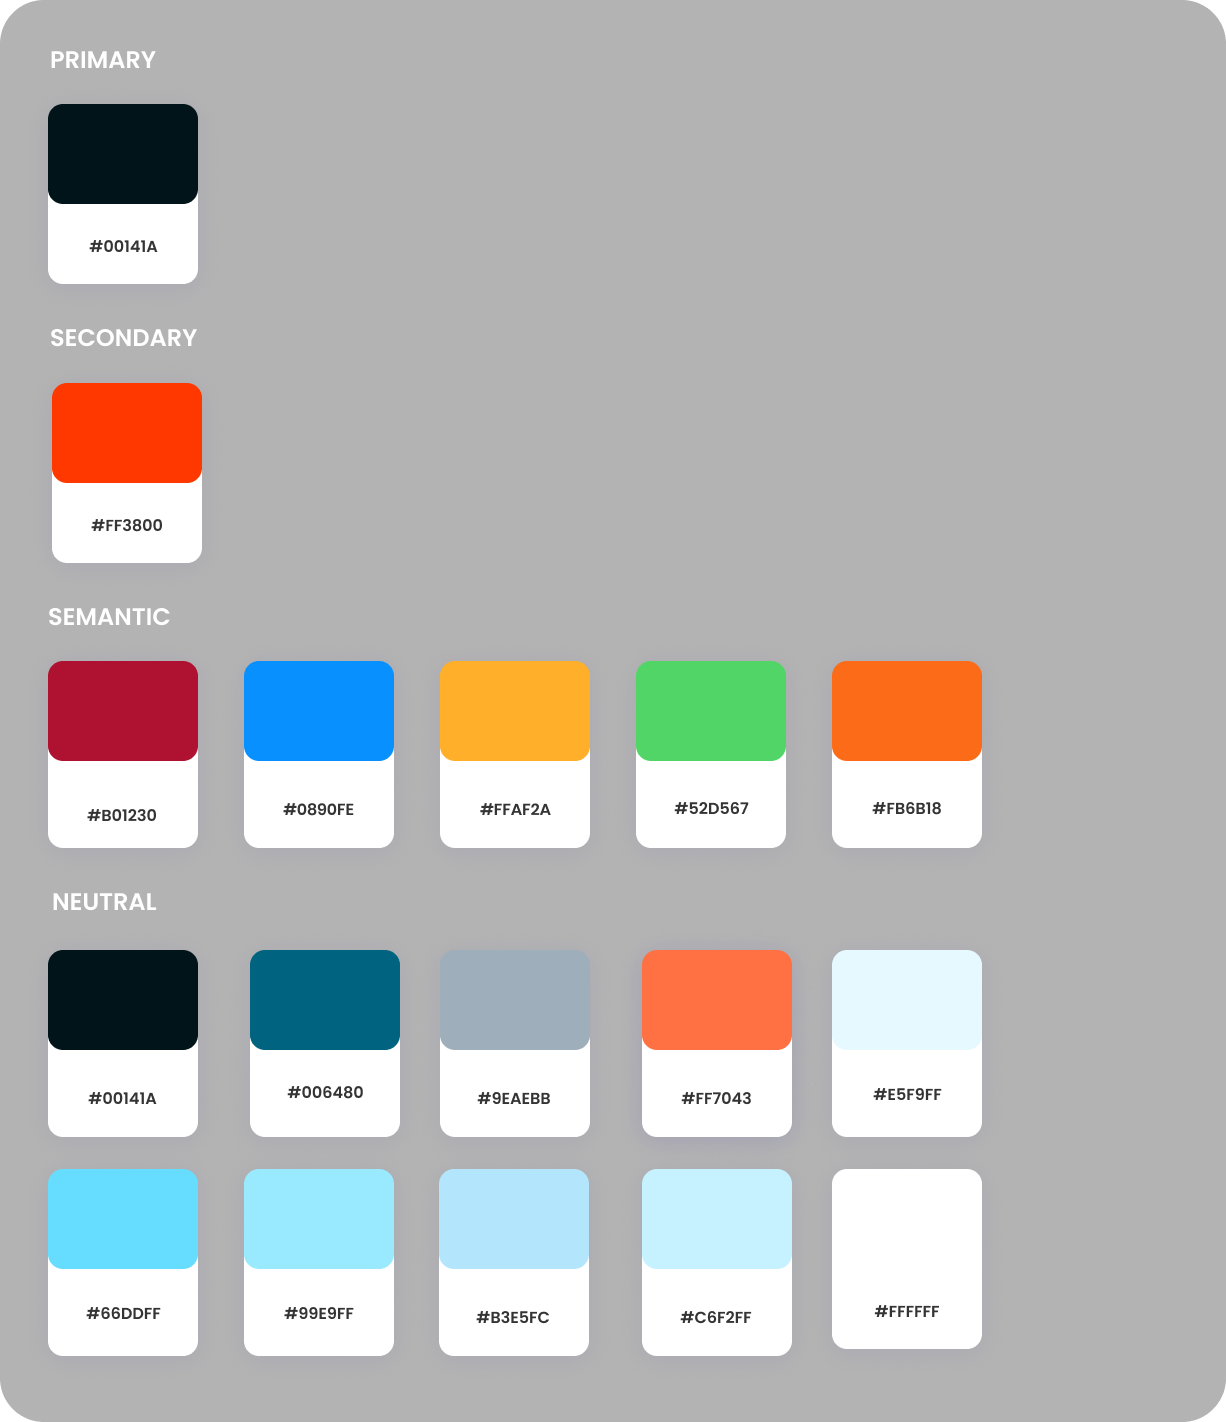 PRIMARY
#00141A
SECONDARY
#FF3800
SEMANTIC
#B01230
#0890FE
#FFAF2A
#52D567
#FB6B18
NEUTRAL
#00141A
#006480
#9EAEBB
#FF7043
#E5F9FF
#66DDFF
#99E9FF
#B3E5FC
#C6F2FF
#FFFFFF